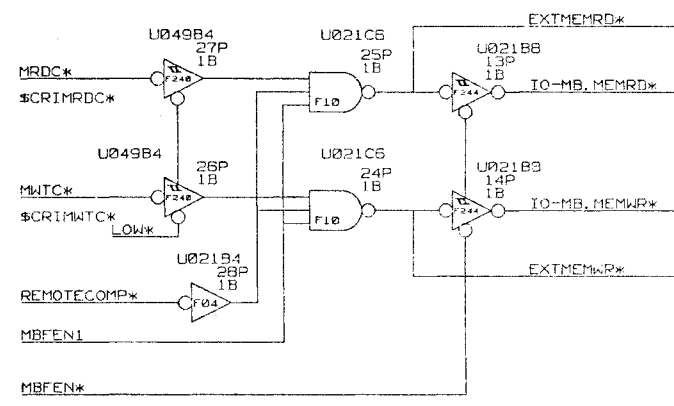 EXTMEMRD*
U049B4
27P
1B
U021C6
25P
1B
U021B8
13P
1B
MRDC*
F240
F10
F244
IO-MB.MEMRD*
$CRIMRDC*
U049B4
26P
1B
U021C6
24P
1B
U021B9
14P
1B
MWTC*
F240
F10
F244
IO-MB.MEMWR*
$CRIMWTC*
LOW*
U021B4
28P
1B
EXTMEMWR*
REMOTECOMP*
F04
MBFEN1
MBFEN*